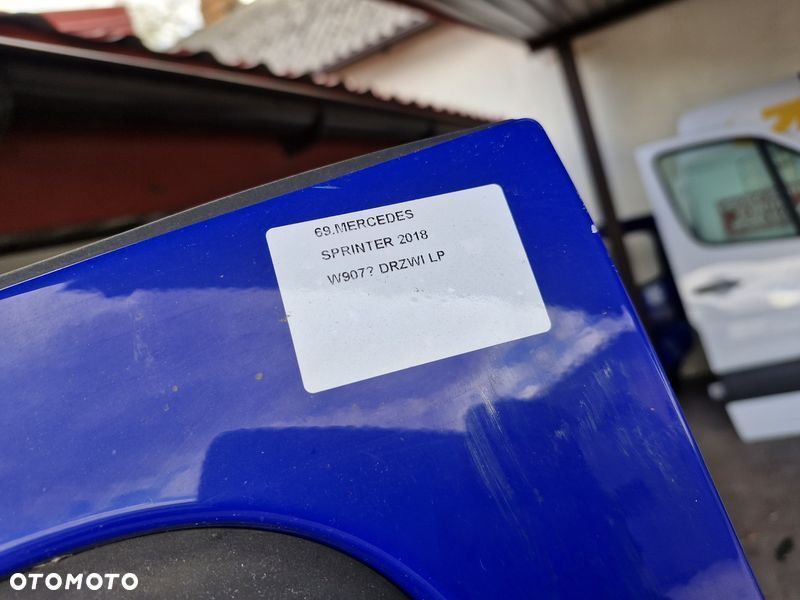 69.MERCEDES
SPRINTER 2018
W907? DRZWI LP
OTOMOTO